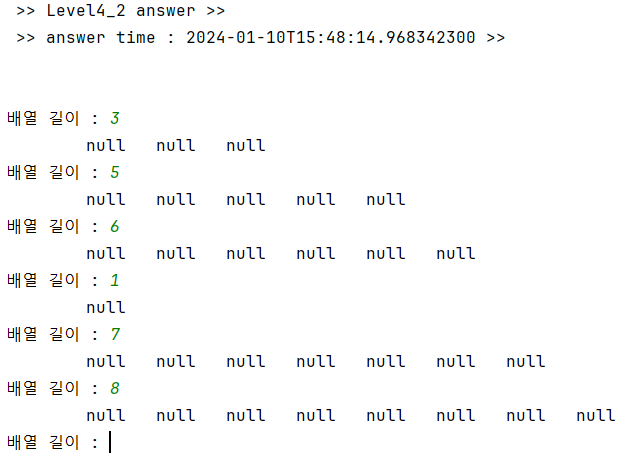 >> Level4_2 answer >>
>> answer time : 2024-01-10T15:48:14.968342300 >>
배열 길이 : 3
null null null
배열 길이 : 5
null null null null null
배열 길이 : 6
null null null null null null
배열 길이 : 1
null
배열 길이 : 7
null null null null null null null
배열 길이 : 8
null null null null null null null null
배열 길이 :